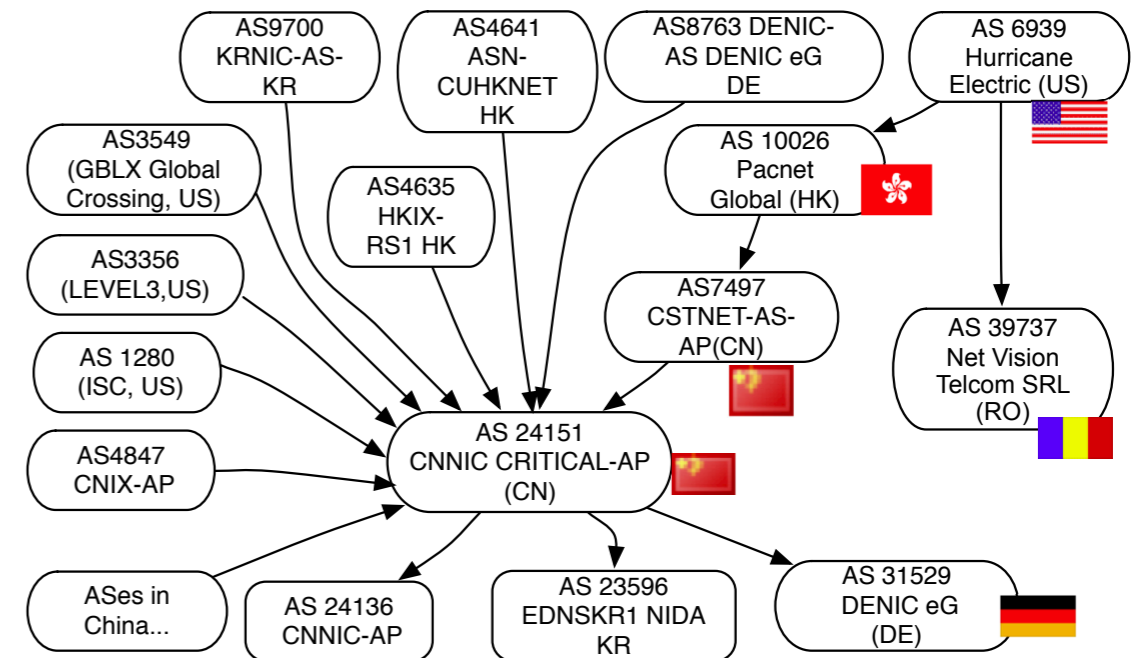 AS9700
KRNIC-AS-
KR
AS4641
ASN-
CUHKNET
HK
AS8763 DENIC-
AS DENIC eG
DE
AS 6939
Hurricane
Electric (US)
AS3549
(GBLX Global
Crossing, US)
AS4635
HKIX-
RS1 HK
AS 10026
Pacnet
Global (HK)
AS3356
(LEVEL3,US)
AS7497
CSTNET-AS-
AP(CN)
AS 39737
Net Vision
Telcom SRL
(RO)
AS 1280
(ISC, US)
AS 24151
CNNIC CRITICAL-AP
(CN)
AS4847
CNIX-AP
ASes in
China...
AS 24136
CNNIC-AP
AS 23596
EDNSKR1 NIDA
KR
AS 31529
DENIC eG
(DE)